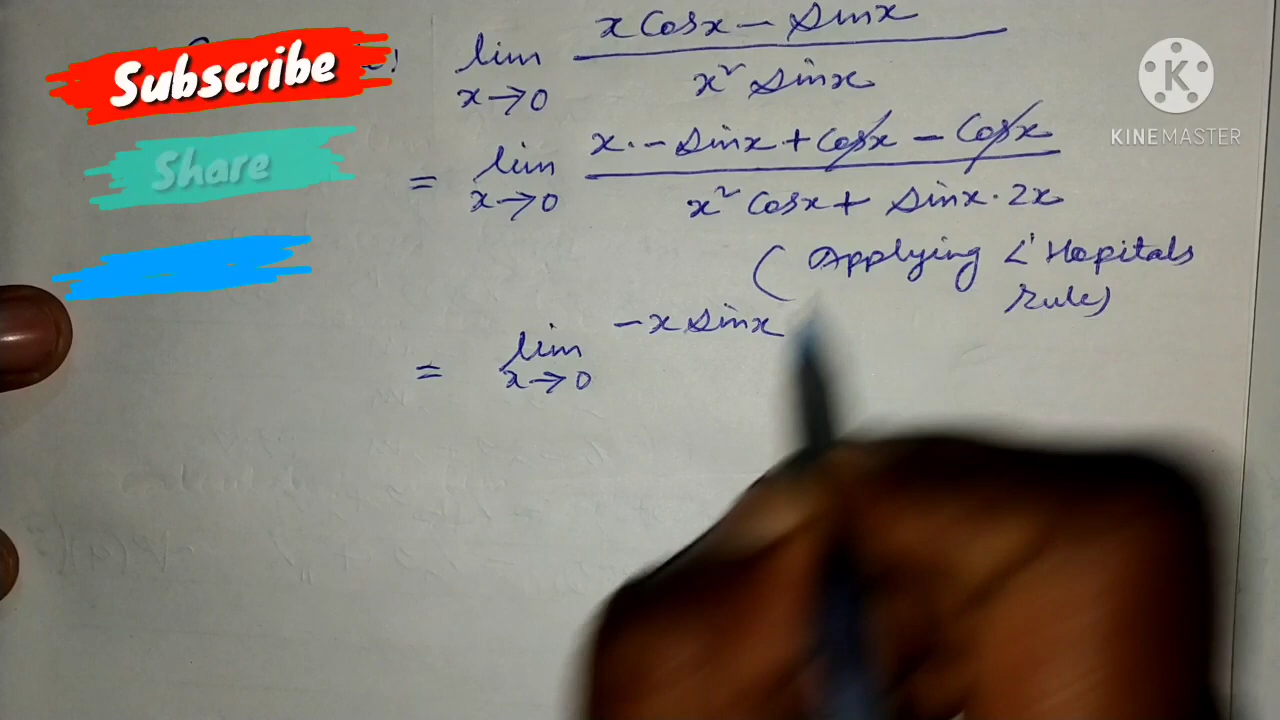 Subscribe
Share
K
KINEMASTER
lim x→0 x Cosx − Sinx / x² Sinx
= lim x→0 x·−Sinx + Cosx − Cosx / x² Cosx + Sinx·2x
( Applying L' Hopitals
rule)
= lim x→0 −x Sinx